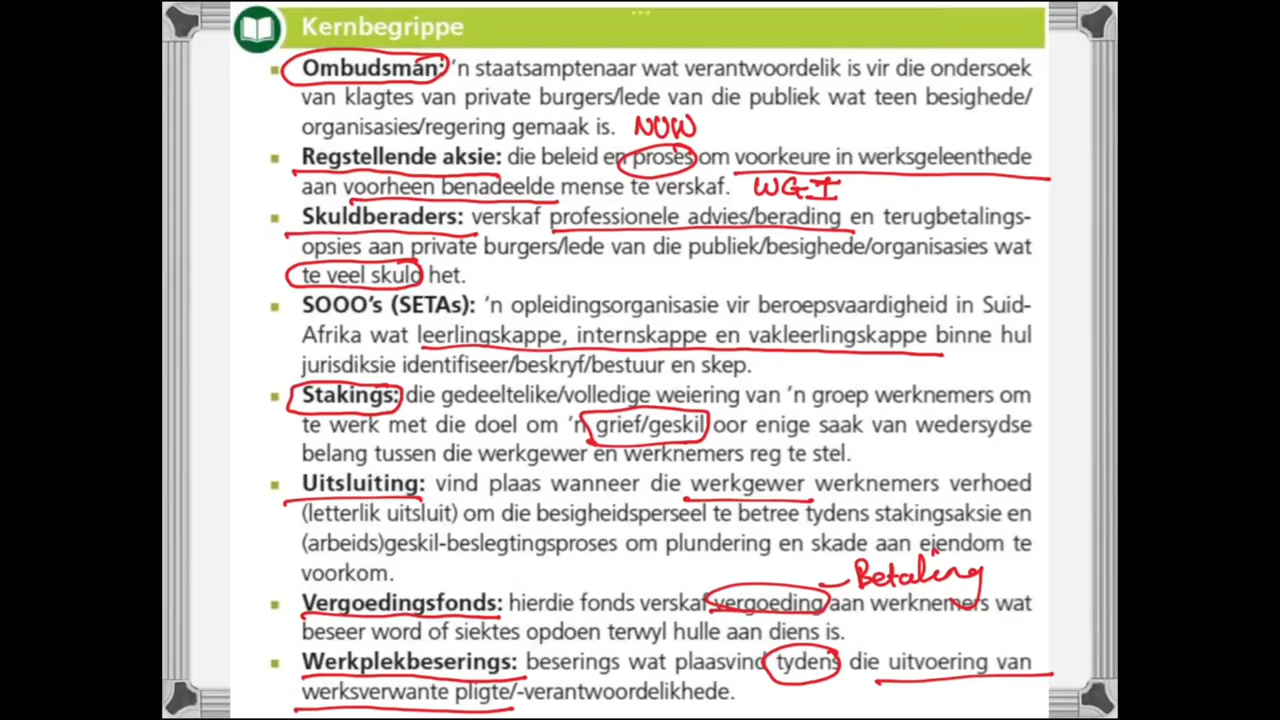 Kernbegrippe
Ombudsman: 'n staatsamptenaar wat verantwoordelik is vir die ondersoek
van klagtes van private burgers/lede van die publiek wat teen besighede/
organisasies/regering gemaak is. NOW
Regstellende aksie: die beleid en proses om voorkeure in werksgeleenthede
aan voorheen benadeelde mense te verskaf. WGI
Skuldberaders: verskaf professionele advies/berading en terugbetalings-
opsies aan private burgers/lede van die publiek/besighede/organisasies wat
te veel skuld het.
SOOO's (SETAs): 'n opleidingsorganisasie vir beroepsvaardigheid in Suid-
Afrika wat leerlingskappe, internskappe en vakleerlingskappe binne hul
jurisdiksie identifiseer/beskryf/bestuur en skep.
Stakings: die gedeeltelike/volledige weiering van 'n groep werknemers om
te werk met die doel om 'n grief/geskil oor enige saak van wedersydse
belang tussen die werkgewer en werknemers reg te stel.
Uitsluiting: vind plaas wanneer die werkgewer werknemers verhoed
(letterlik uitsluit) om die besigheidsperseel te betree tydens stakingsaksie en
(arbeids)geskil-beslegtingsproses om plundering en skade aan eiendom te
voorkom.
Betaling
Vergoedingsfonds: hierdie fonds verskaf vergoeding aan werknemers wat
beseer word of siektes opdoen terwyl hulle aan diens is.
Werkplekbeserings: beserings wat plaasvind tydens die uitvoering van
werksverwante pligte/-verantwoordelikhede.